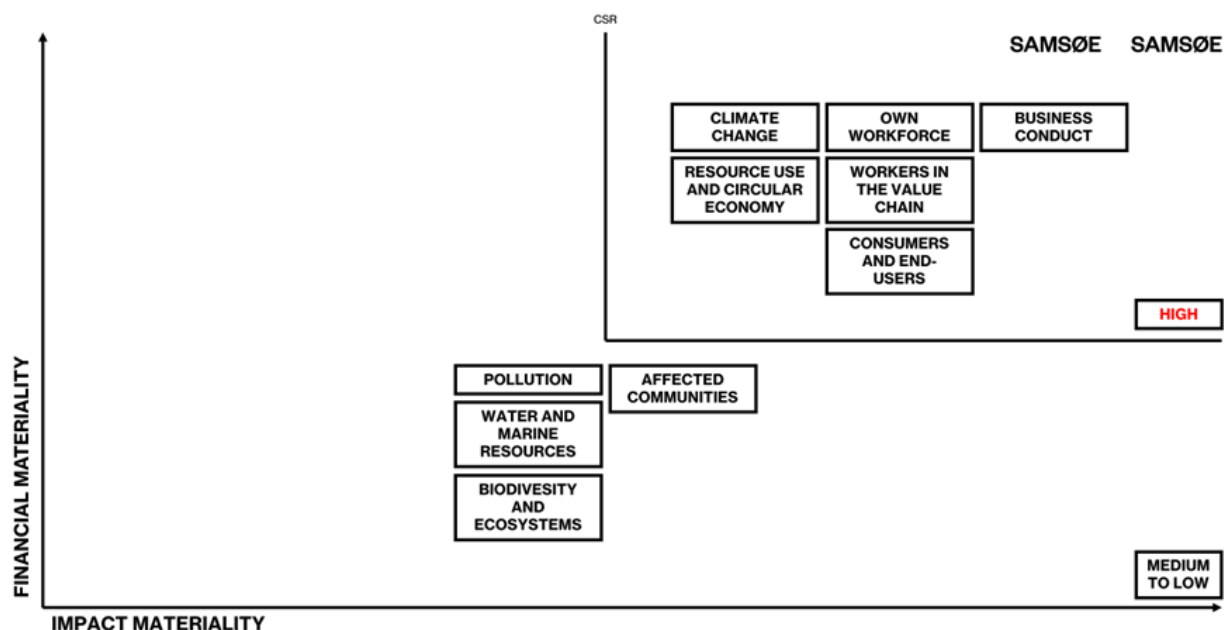 CSR
SAMSØE SAMSØE
CLIMATE
CHANGE
OWN
WORKFORCE
BUSINESS
CONDUCT
RESOURCE USE
AND CIRCULAR
ECONOMY
WORKERS IN
THE VALUE
CHAIN
CONSUMERS
AND END-
USERS
HIGH
POLLUTION
AFFECTED
COMMUNITIES
WATER AND
MARINE
RESOURCES
BIODIVESITY
AND
ECOSYSTEMS
MEDIUM
TO LOW
FINANCIAL MATERIALITY
IMPACT MATERIALITY